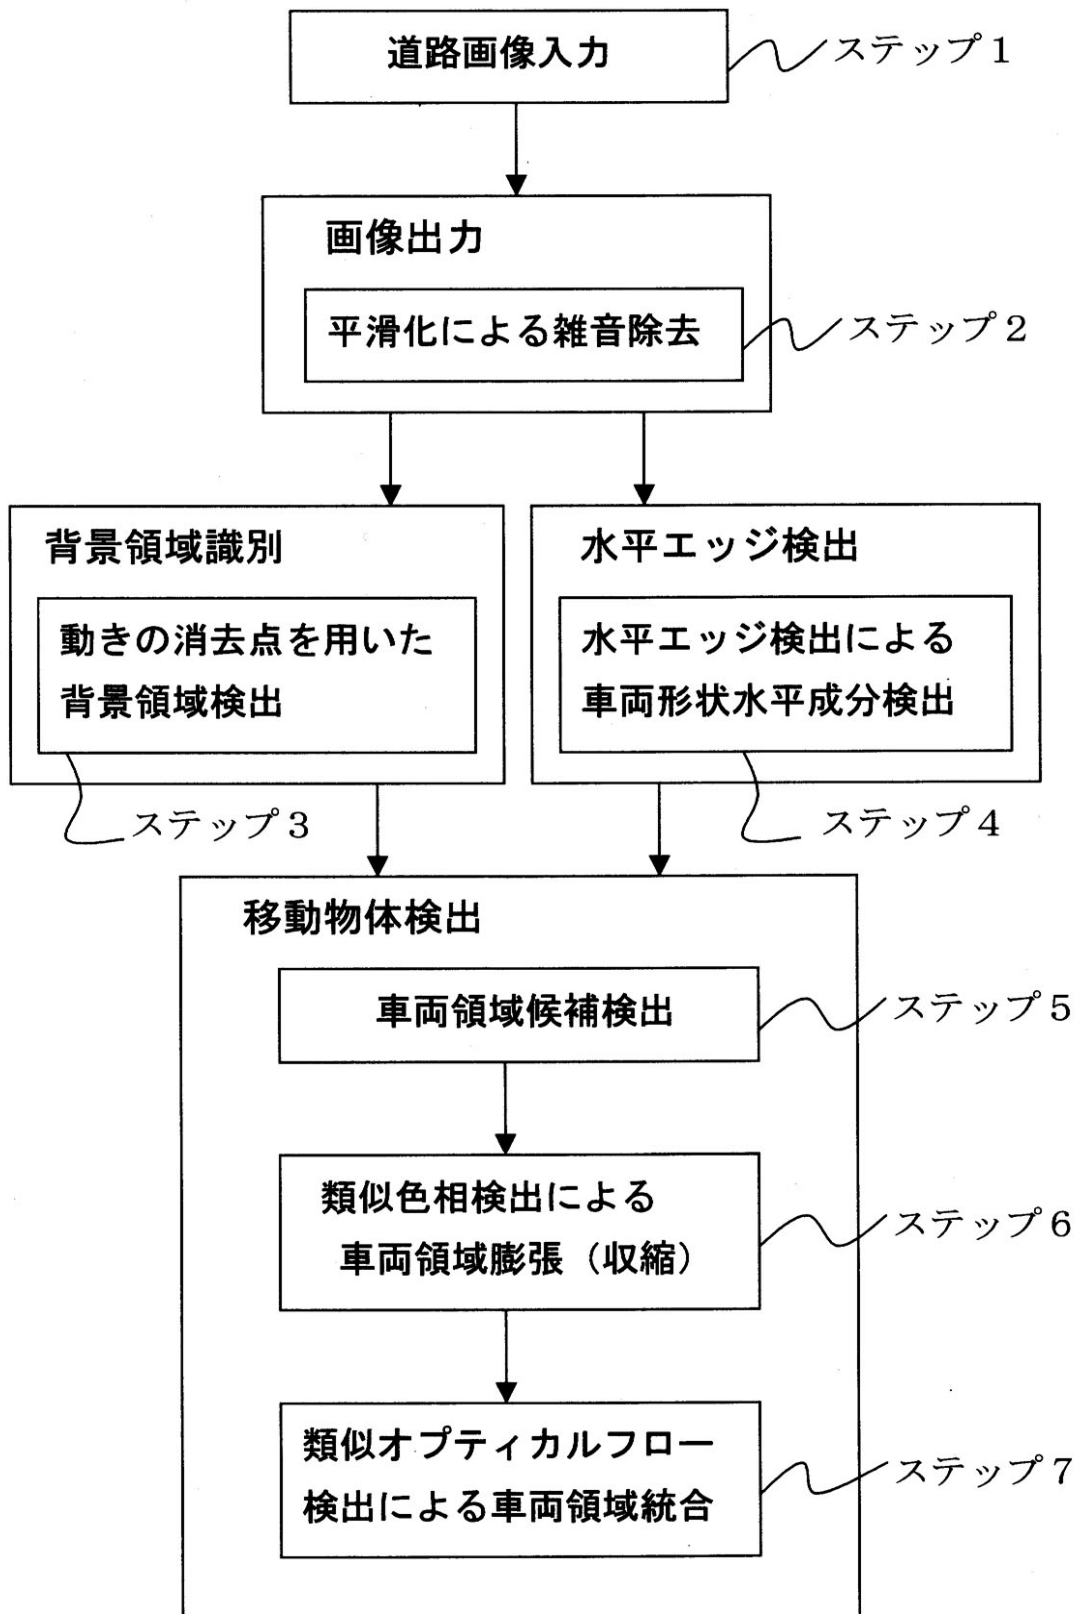 道路画像入力
ステップ１
画像出力
平滑化による雑音除去
ステップ２
背景領域識別
動きの消去点を用いた
背景領域検出
ステップ３
水平エッジ検出
水平エッジ検出による
車両形状水平成分検出
ステップ４
移動物体検出
車両領域候補検出
ステップ５
類似色相検出による
車両領域膨張（収縮）
ステップ６
類似オプティカルフロー
検出による車両領域統合
ステップ７